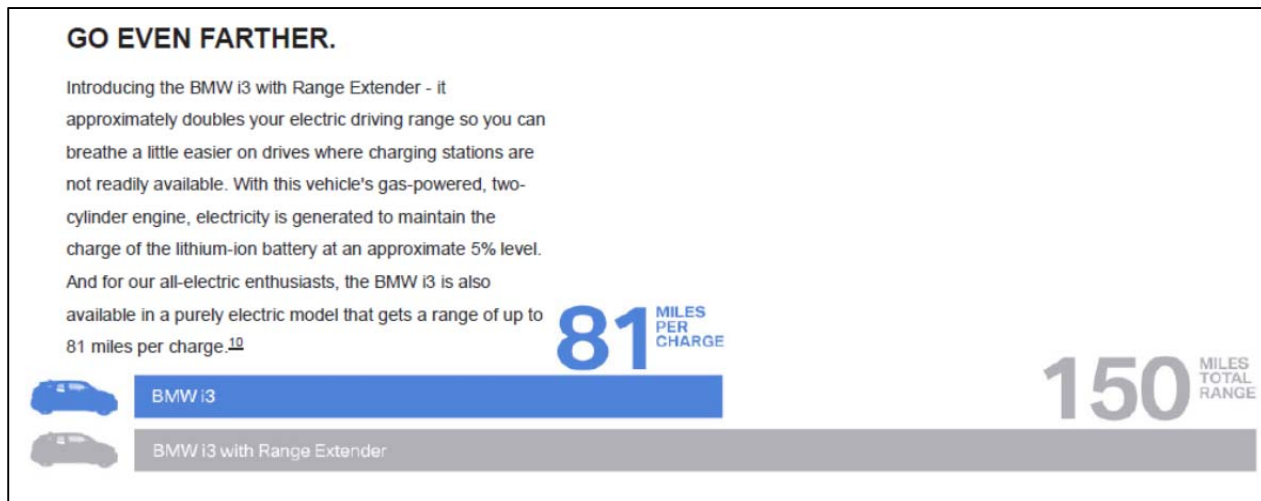 GO EVEN FARTHER.
Introducing the BMW i3 with Range Extender - it
approximately doubles your electric driving range so you can
breathe a little easier on drives where charging stations are
not readily available. With this vehicle's gas-powered, two-
cylinder engine, electricity is generated to maintain the
charge of the lithium-ion battery at an approximate 5% level.
And for our all-electric enthusiasts, the BMW i3 is also
available in a purely electric model that gets a range of up to
81 miles per charge.10
81 MILES
PER
CHARGE
BMW i3
150 MILES
TOTAL
RANGE
BMW i3 with Range Extender